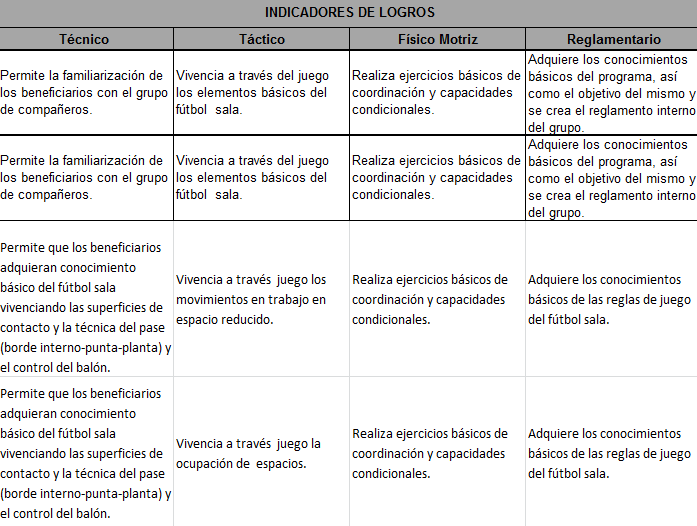 INDICADORES DE LOGROS
Técnico
Táctico
Físico Motriz
Reglamentario
Permite la familiarización de
los beneficiarios con el grupo
de compañeros.
Vivencia a través del juego
los elementos básicos del
fútbol sala.
Realiza ejercicios básicos de
coordinación y capacidades
condicionales.
Adquiere los conocimientos
básicos del programa, así
como el objetivo del mismo y
se crea el reglamento interno
del grupo.
Permite la familiarización de
los beneficiarios con el grupo
de compañeros.
Vivencia a través del juego
los elementos básicos del
fútbol sala.
Realiza ejercicios básicos de
coordinación y capacidades
condicionales.
Adquiere los conocimientos
básicos del programa, así
como el objetivo del mismo y
se crea el reglamento interno
del grupo.
Permite que los beneficiarios
adquieran conocimiento
básico del fútbol sala
vivenciando las superficies de
contacto y la técnica del pase
(borde interno-punta-planta) y
el control del balón.
Vivencia a través juego los
movimientos en trabajo en
espacio reducido.
Realiza ejercicios básicos de
coordinación y capacidades
condicionales.
Adquiere los conocimientos
básicos de las reglas de juego
del fútbol sala.
Permite que los beneficiarios
adquieran conocimiento
básico del fútbol sala
vivenciando las superficies de
contacto y la técnica del pase
(borde interno-punta-planta) y
el control del balón.
Vivencia a través juego la
ocupación de espacios.
Realiza ejercicios básicos de
coordinación y capacidades
condicionales.
Adquiere los conocimientos
básicos de las reglas de juego
del fútbol sala.